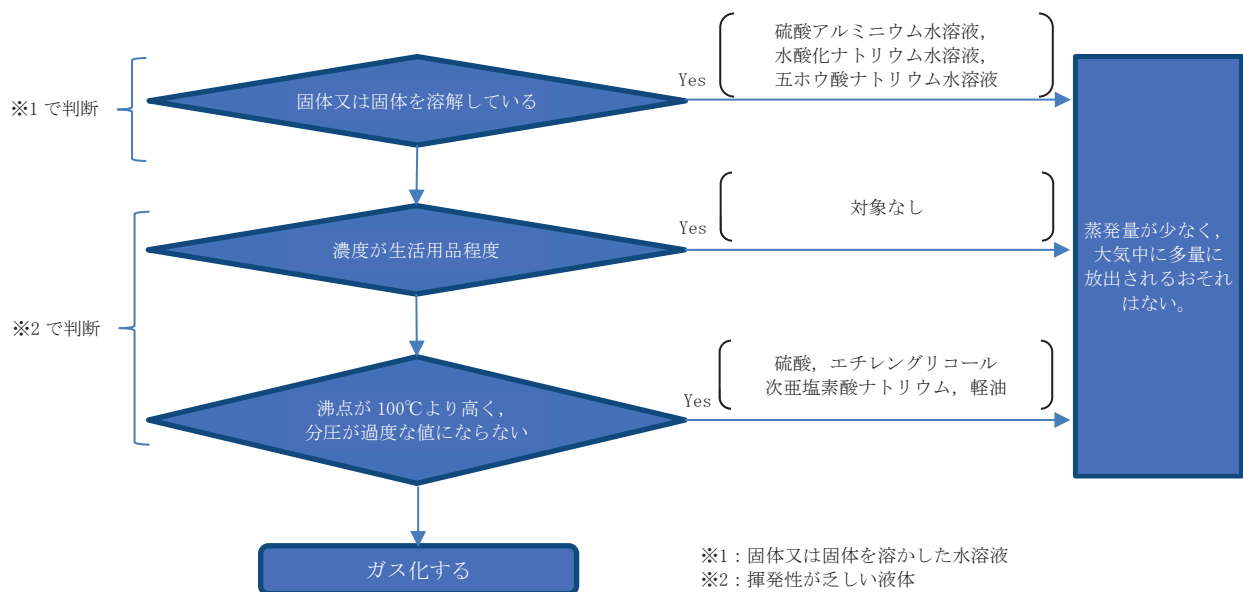 硫酸アルミニウム水溶液，
水酸化ナトリウム水溶液，
五ホウ酸ナトリウム水溶液
Yes
※1 で判断
固体又は固体を溶解している
対象なし
Yes
濃度が生活用品程度
蒸発量が少なく，
大気中に多量に
放出されるおそれ
はない。
※2 で判断
硫酸，エチレングリコール
次亜塩素酸ナトリウム，軽油
Yes
沸点が 100℃より高く，
分圧が過度な値にならない
ガス化する
※1：固体又は固体を溶かした水溶液
※2：揮発性が乏しい液体